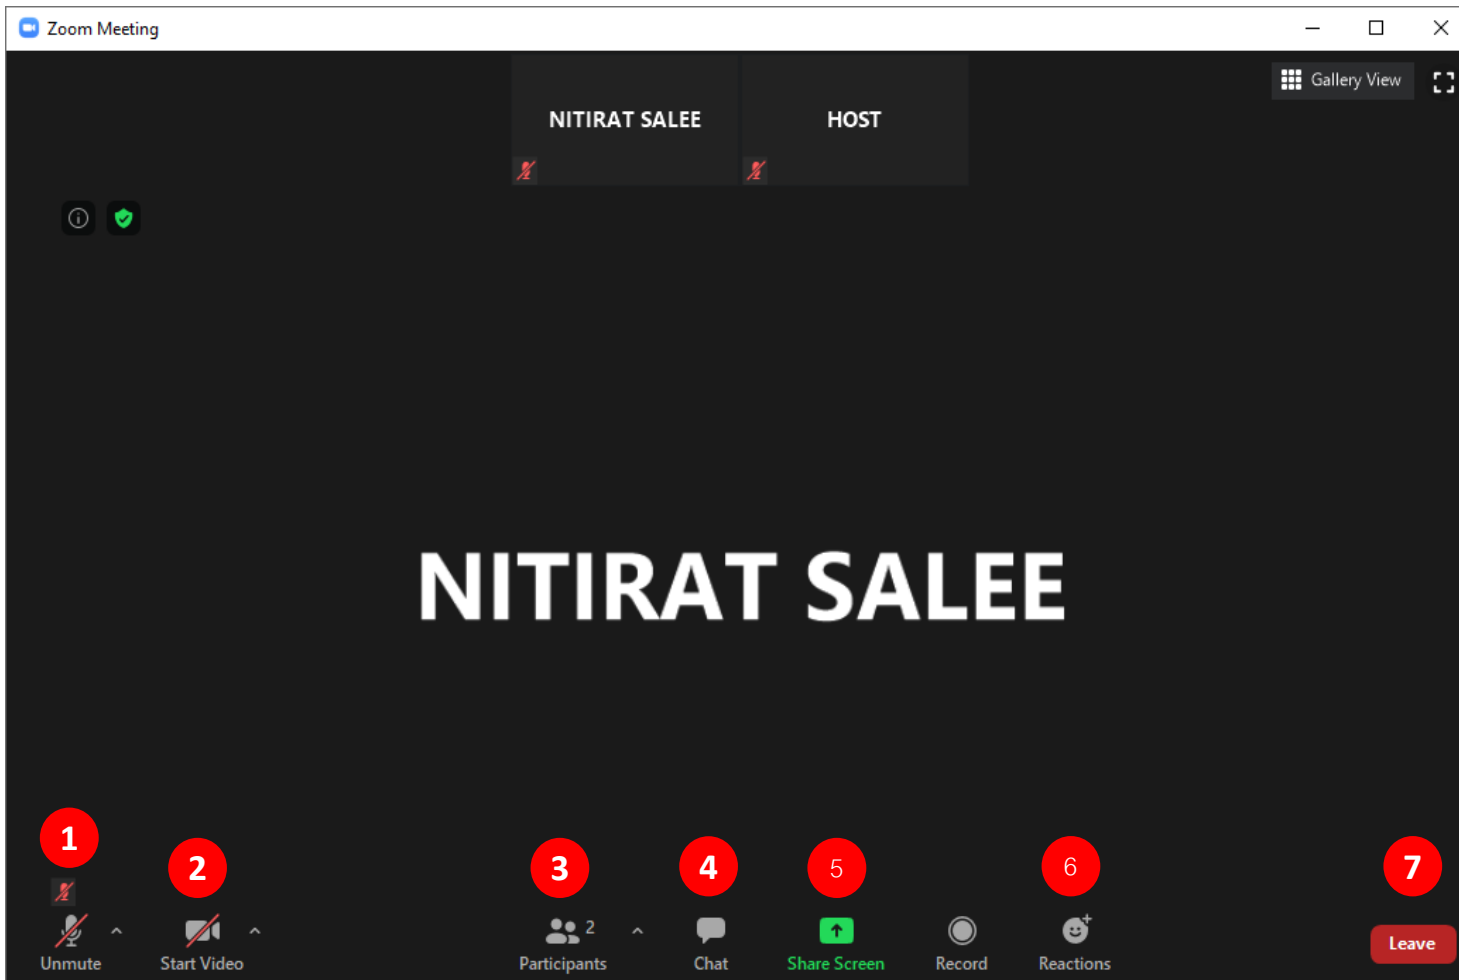 Zoom Meeting
Gallery View
NITIRAT SALEE
HOST
NITIRAT SALEE
1
2
3
4
5
6
7
2
Unmute
Start Video
Participants
Chat
Share Screen
Record
Reactions
Leave